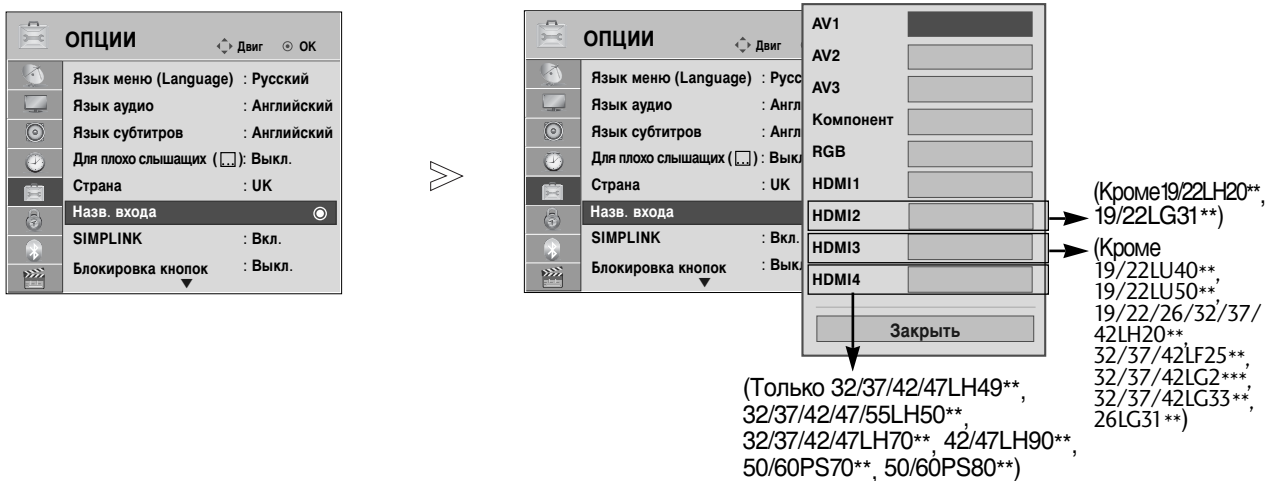 ОПЦИИ
Двиг OK
Язык меню (Language) : Русский
Язык аудио : Английский
Язык субтитров : Английский
Для плохо слышащих ( ... ) : Выкл.
Страна : UK
Назв. входа
SIMPLINK : Вкл.
Блокировка кнопок : Выкл.
ОПЦИИ
Двиг
Язык меню (Language) : Русс
Язык аудио : Англ
Язык субтитров : Англ
Для плохо слышащих ( ... ) : Выкл
Страна : UK
Назв. входа
SIMPLINK : Вкл.
Блокировка кнопок : Выкл
AV1
AV2
AV3
Компонент
RGB
HDMI1
HDMI2
HDMI3
HDMI4
Закрыть
(Кроме19/22LH20**,
19/22LG31**)
(Кроме
19/22LU40**,
19/22LU50**,
19/22/26/32/37/
42LH20**,
32/37/42LF25**,
32/37/42LG2***,
32/37/42LG33**,
26LG31**)
(Только 32/37/42/47LH49**,
32/37/42/47/55LH50**,
32/37/42/47LH70**, 42/47LH90**,
50/60PS70**, 50/60PS80**)